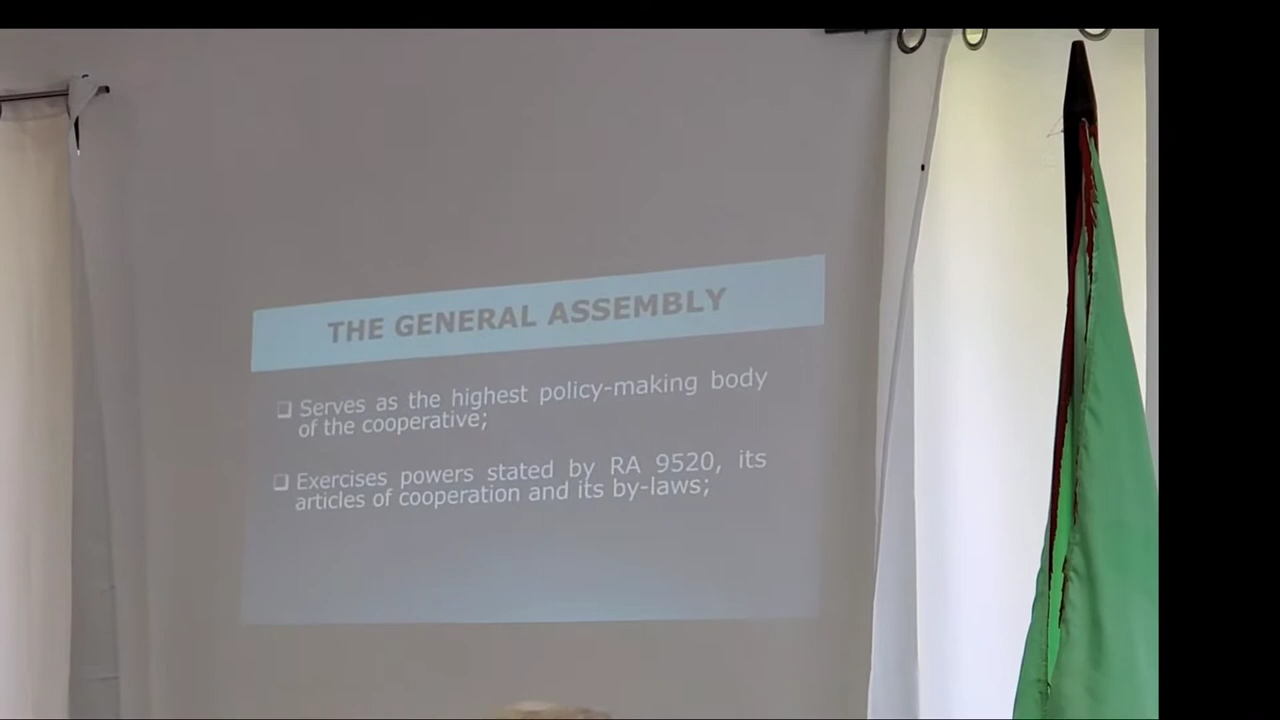 THE GENERAL ASSEMBLY
❑ Serves as the highest policy-making body
of the cooperative;
❑ Exercises powers stated by RA 9520, its
articles of cooperation and its by-laws;